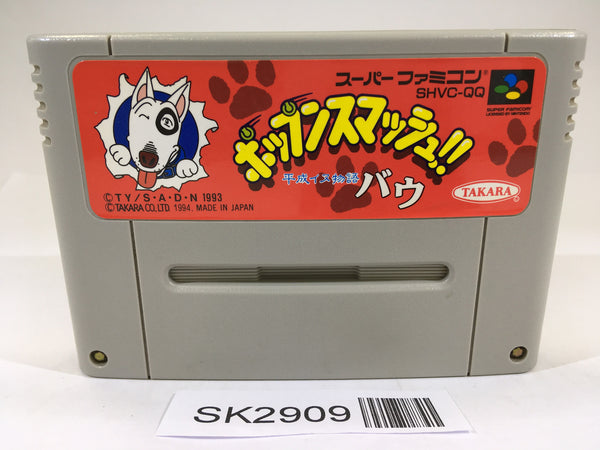 スーパーファミコン®
SHVC-QQ
SUPER FAMICOM
LICENSED BY NINTENDO
ポップンスマッシュ!!
平成イヌ物語
バウ
TAKARA
©TY/S・A・D・N 1993
©TAKARA CO.,LTD. 1994, MADE IN JAPAN
SK2909